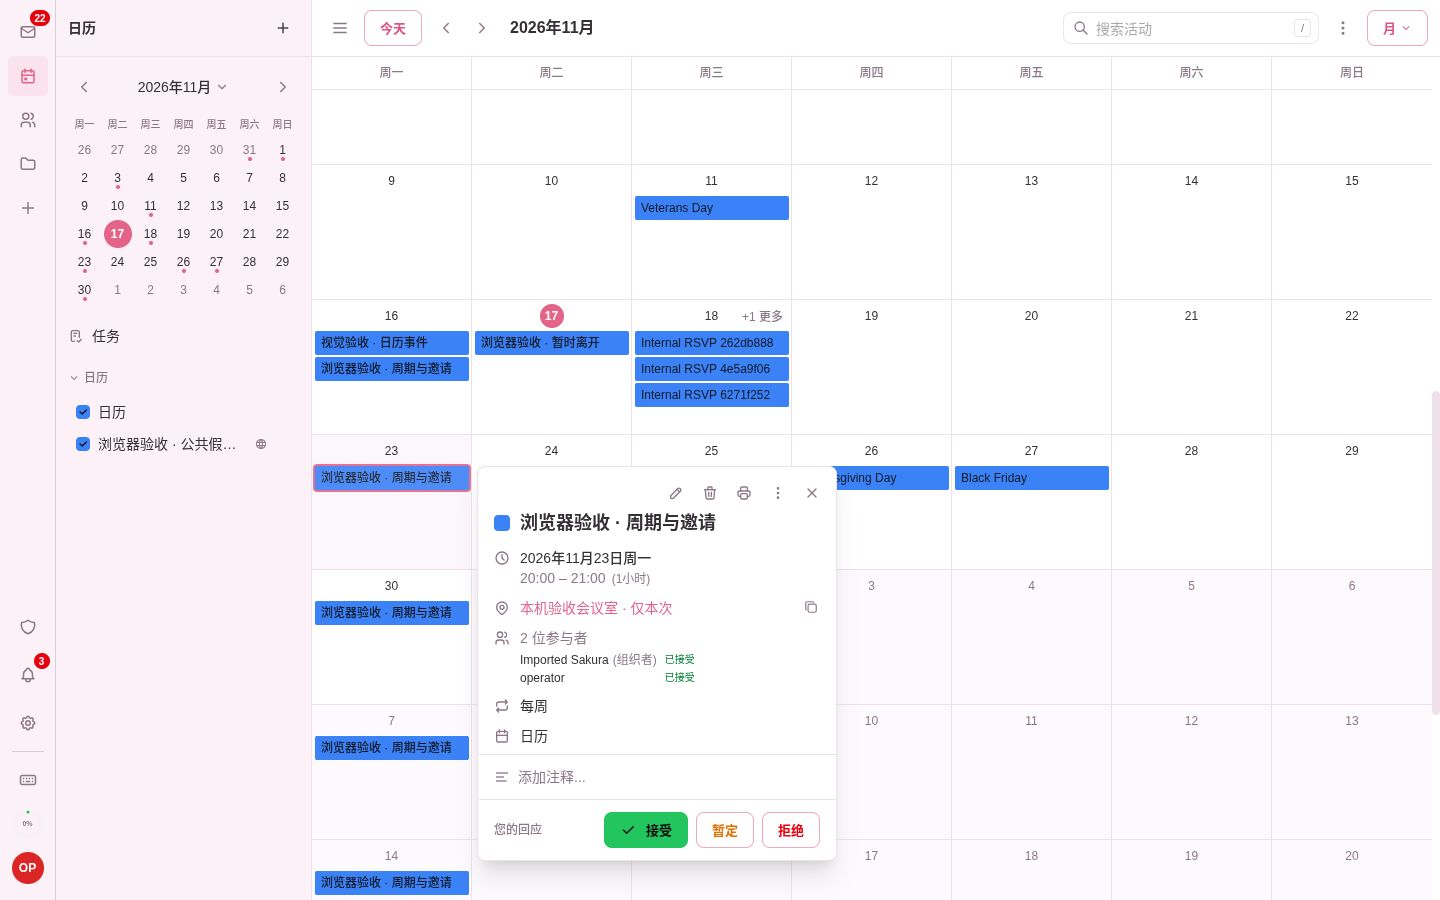 22
日历
今天
2026年11月
搜索活动
/
月
2026年11月
周一 周二 周三 周四 周五 周六 周日
26 27 28 29 30 31 1
2 3 4 5 6 7 8
9 10 11 12 13 14 15
16 17 18 19 20 21 22
23 24 25 26 27 28 29
30 1 2 3 4 5 6
任务
日历
日历
浏览器验收 · 公共假…
3
0%
OP
周一 周二 周三 周四 周五 周六 周日
9 10 11 12 13 14 15
Veterans Day
16 17 18 +1 更多 19 20 21 22
视觉验收 · 日历事件
浏览器验收 · 周期与邀请
浏览器验收 · 暂时离开
Internal RSVP 262db888
Internal RSVP 4e5a9f06
Internal RSVP 6271f252
23 24 25 26 27 28 29
浏览器验收 · 周期与邀请
giving Day
Black Friday
30 3 4 5 6
浏览器验收 · 周期与邀请
7 10 11 12 13
浏览器验收 · 周期与邀请
14 17 18 19 20
浏览器验收 · 周期与邀请
浏览器验收 · 周期与邀请
2026年11月23日周一
20:00 – 21:00 (1小时)
本机验收会议室 · 仅本次
2 位参与者
Imported Sakura (组织者) 已接受
operator 已接受
每周
日历
添加注释...
您的回应
接受
暂定
拒绝